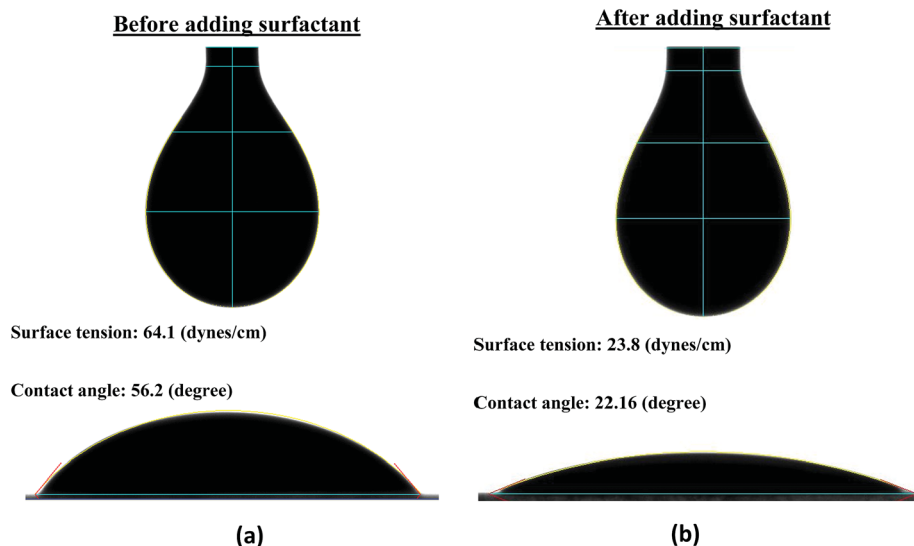 Before adding surfactant
Surface tension: 64.1 (dynes/cm)
Contact angle: 56.2 (degree)
(a)
After adding surfactant
Surface tension: 23.8 (dynes/cm)
Contact angle: 22.16 (degree)
(b)